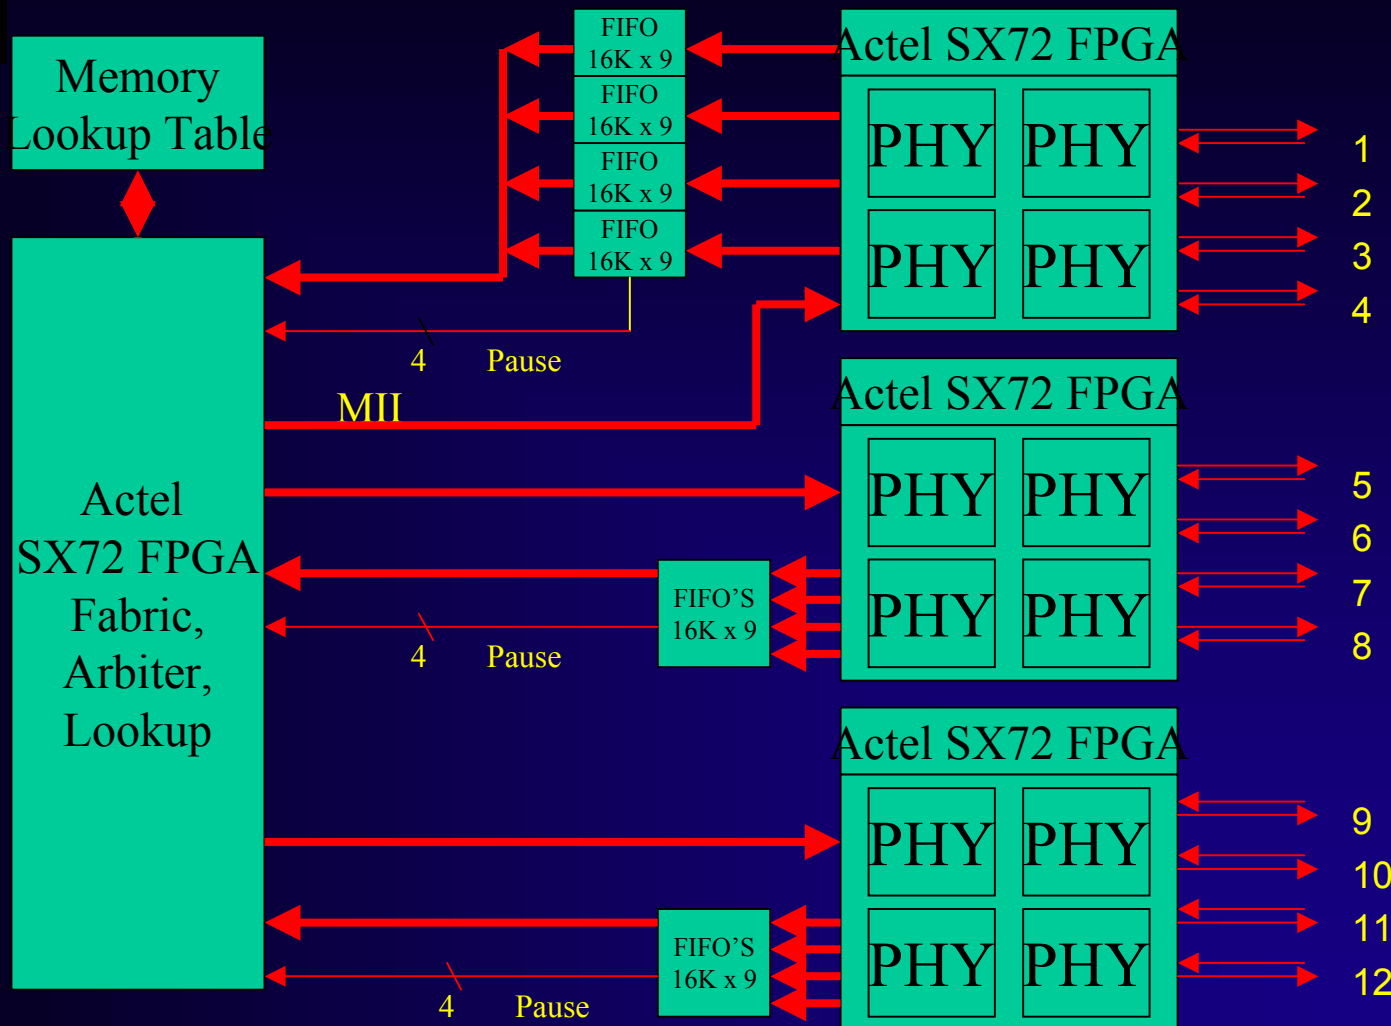 Memory
Lookup Table
FIFO
16K x 9
FIFO
16K x 9
FIFO
16K x 9
FIFO
16K x 9
Actel SX72 FPGA
PHY PHY
PHY PHY
1
2
3
4
4 Pause
MII
Actel
SX72 FPGA
Fabric,
Arbiter,
Lookup
Actel SX72 FPGA
PHY PHY
PHY PHY
5
6
7
8
FIFO'S
16K x 9
4 Pause
Actel SX72 FPGA
PHY PHY
PHY PHY
9
10
11
12
FIFO'S
16K x 9
4 Pause